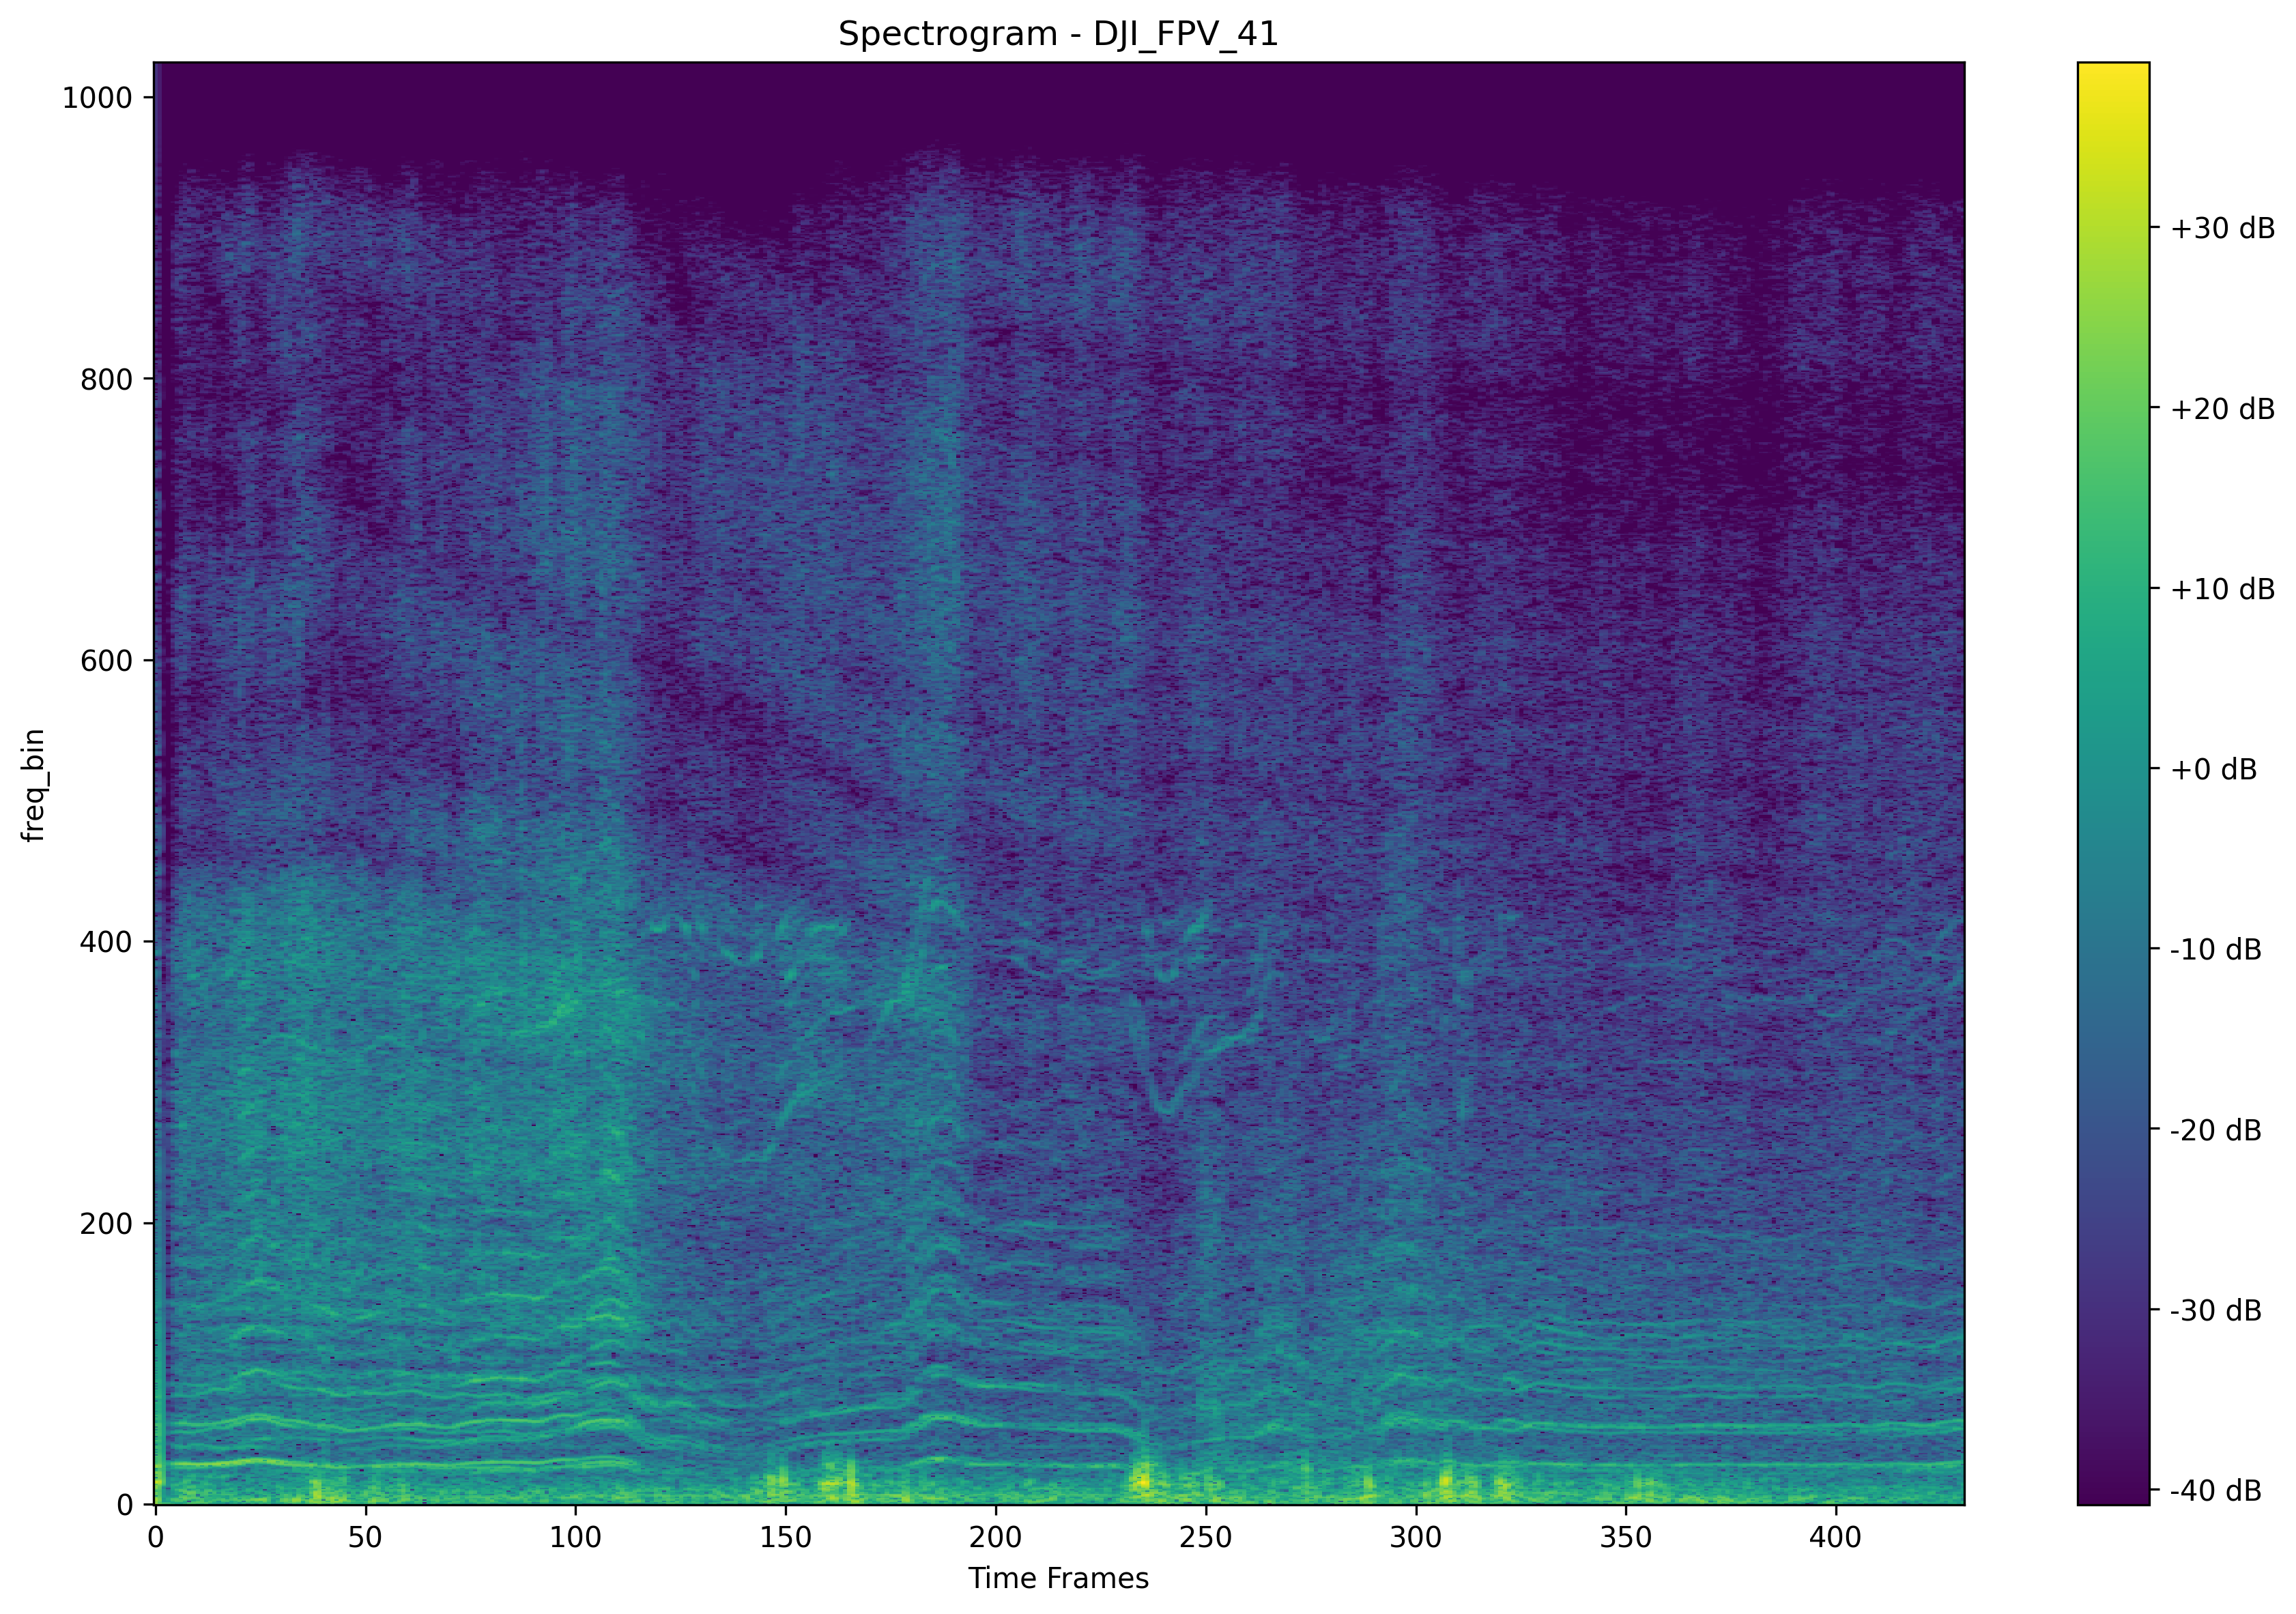 Spectrogram - DJI_FPV_41
1000
800
600
400
200
0
freq_bin
0 50 100 150 200 250 300 350 400
Time Frames
+30 dB
+20 dB
+10 dB
+0 dB
-10 dB
-20 dB
-30 dB
-40 dB